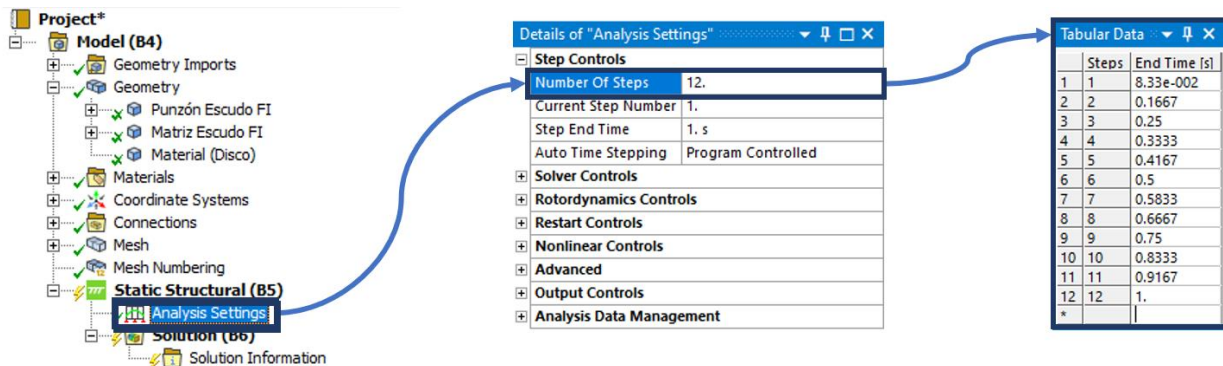 Project*
Model (B4)
Geometry Imports
Geometry
Punzón Escudo FI
Matriz Escudo FI
Material (Disco)
Materials
Coordinate Systems
Connections
Mesh
Mesh Numbering
Static Structural (B5)
Analysis Settings
Solution (B6)
Solution Information
Details of "Analysis Settings"
Step Controls
Number Of Steps 12.
Current Step Number 1.
Step End Time 1. s
Auto Time Stepping Program Controlled
Solver Controls
Rotordynamics Controls
Restart Controls
Nonlinear Controls
Advanced
Output Controls
Analysis Data Management
Tabular Data
Steps End Time [s]
1 1 8.33e-002
2 2 0.1667
3 3 0.25
4 4 0.3333
5 5 0.4167
6 6 0.5
7 7 0.5833
8 8 0.6667
9 9 0.75
10 10 0.8333
11 11 0.9167
12 12 1.
*